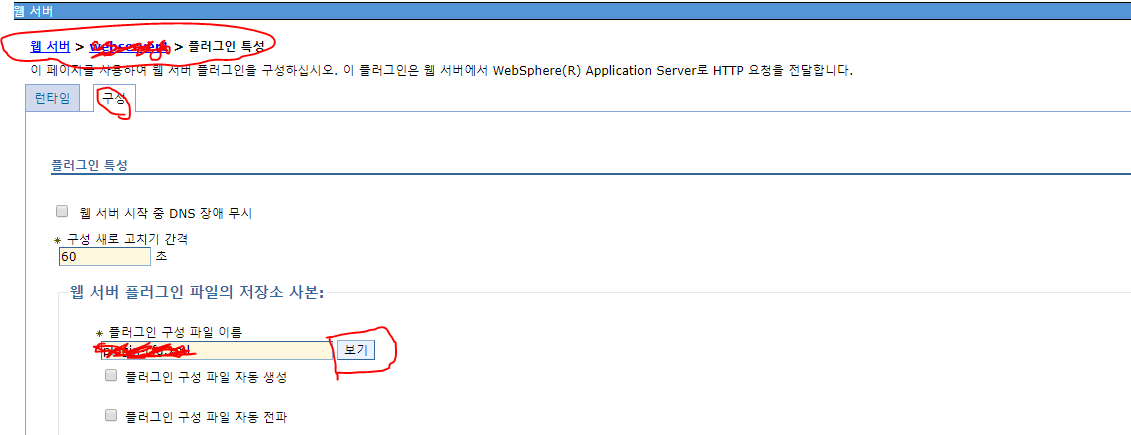 웹 서버
웹 서버 > > 플러그인 특성
이 페이지를 사용하여 웹 서버 플러그인을 구성하십시오. 이 플러그인은 웹 서버에서 WebSphere(R) Application Server로 HTTP 요청을 전달합니다.
런타임 구성
플러그인 특성
웹 서버 시작 중 DNS 장애 무시
* 구성 새로 고치기 간격
60 초
웹 서버 플러그인 파일의 저장소 사본:
* 플러그인 구성 파일 이름
보기
플러그인 구성 파일 자동 생성
플러그인 구성 파일 자동 전파